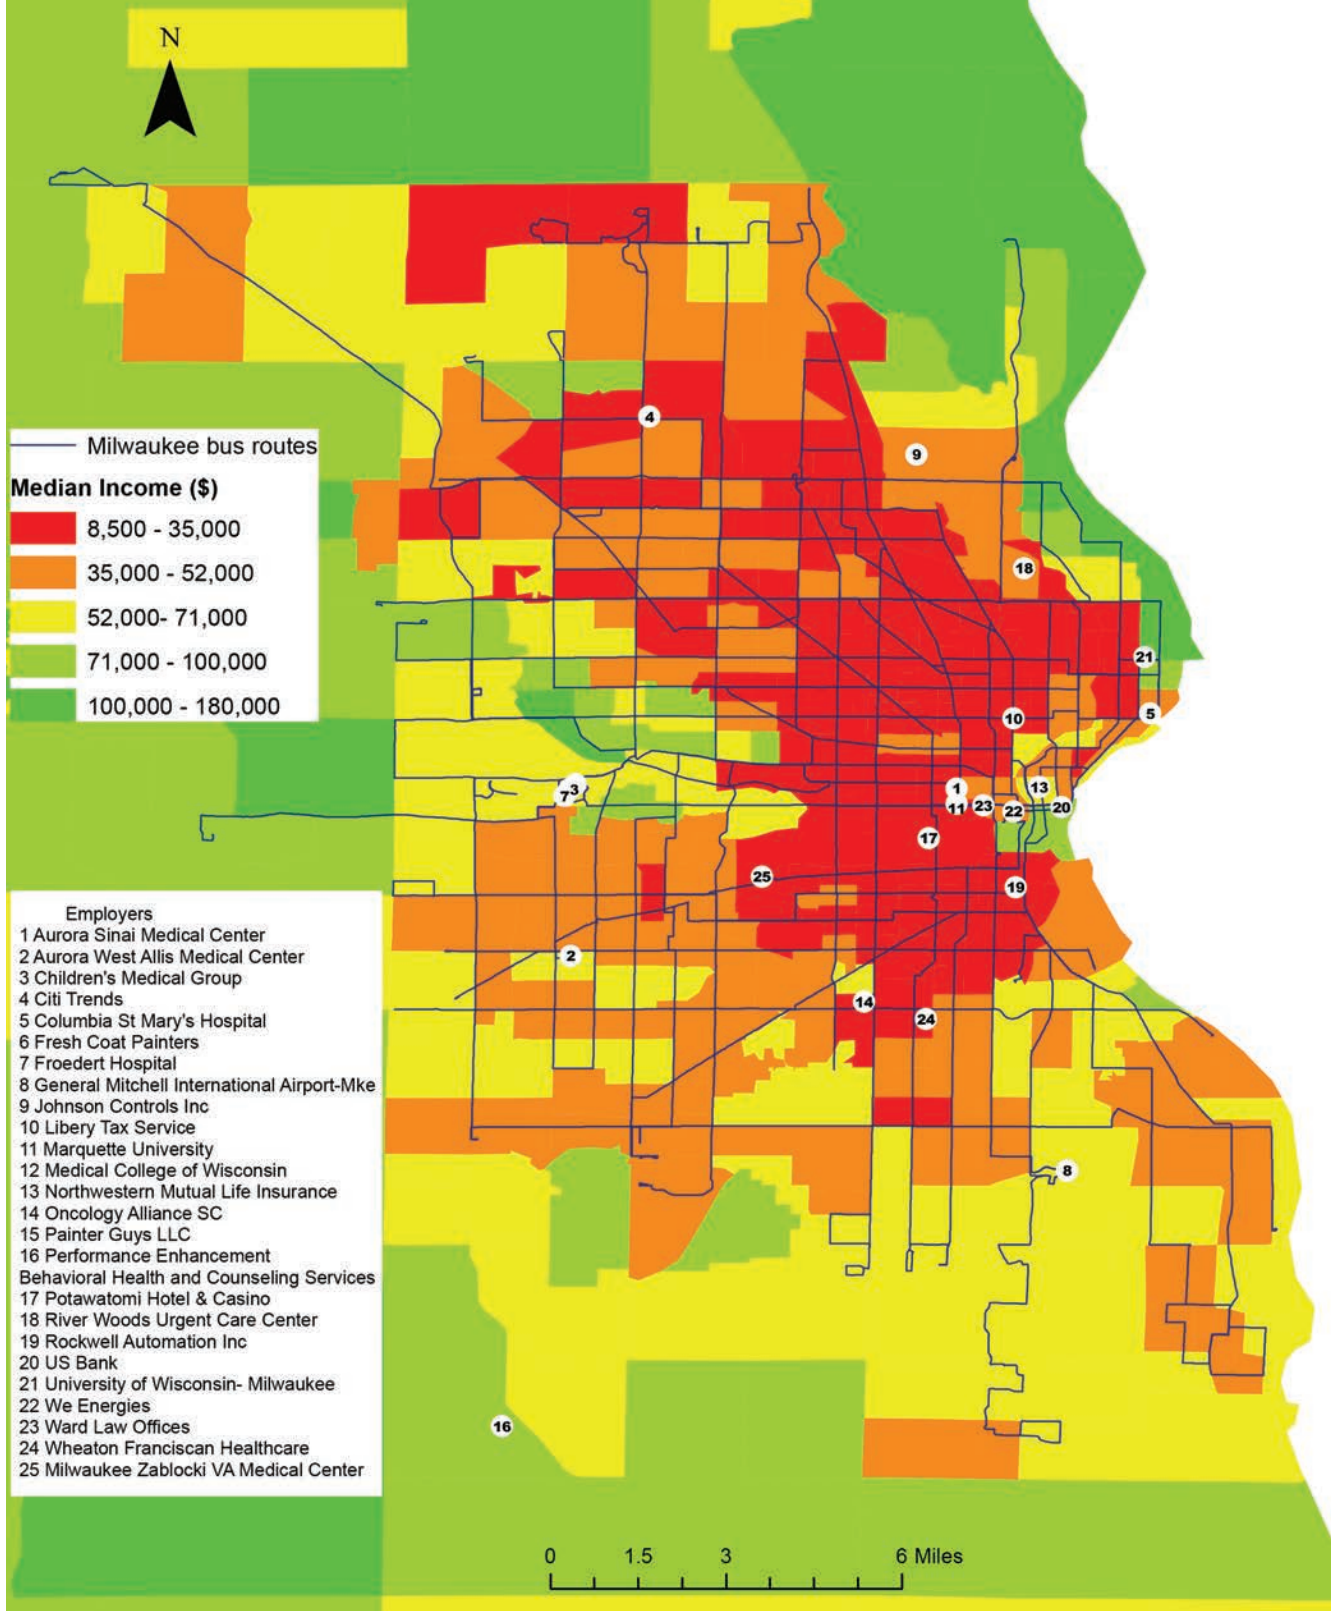 N
4
9
Milwaukee bus routes
Median Income ($)
8,500 - 35,000
35,000 - 52,000
52,000- 71,000
71,000 - 100,000
100,000 - 180,000
18
21
5
10
3
7
1
13
11
23
22
20
17
25
19
2
14
24
8
16
Employers
1 Aurora Sinai Medical Center
2 Aurora West Allis Medical Center
3 Children's Medical Group
4 Citi Trends
5 Columbia St Mary's Hospital
6 Fresh Coat Painters
7 Froedert Hospital
8 General Mitchell International Airport-Mke
9 Johnson Controls Inc
10 Libery Tax Service
11 Marquette University
12 Medical College of Wisconsin
13 Northwestern Mutual Life Insurance
14 Oncology Alliance SC
15 Painter Guys LLC
16 Performance Enhancement
Behavioral Health and Counseling Services
17 Potawatomi Hotel & Casino
18 River Woods Urgent Care Center
19 Rockwell Automation Inc
20 US Bank
21 University of Wisconsin- Milwaukee
22 We Energies
23 Ward Law Offices
24 Wheaton Franciscan Healthcare
25 Milwaukee Zablocki VA Medical Center
0 1.5 3 6 Miles